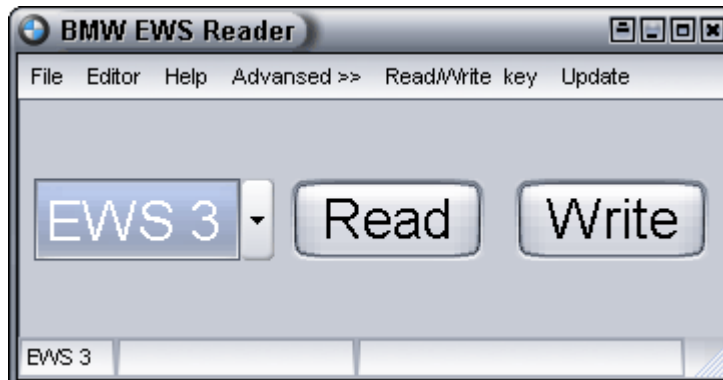 BMW EWS Reader
File Editor Help Advansed >> Read/Write key Update
EWS 3 Read Write
EWS 3